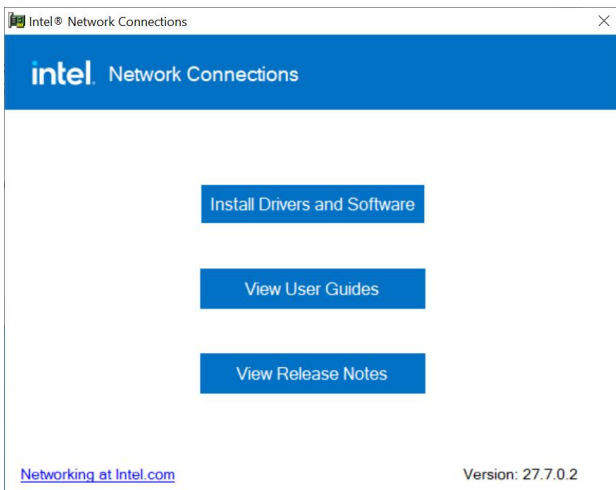 Intel® Network Connections
intel. Network Connections
Install Drivers and Software
View User Guides
View Release Notes
Networking at Intel.com
Version: 27.7.0.2